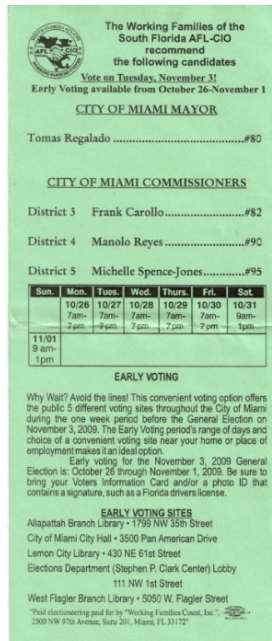 The Working Families of the
South Florida AFL-CIO
recommend
the following candidates
AFL-CIO
Vote on Tuesday, November 3!
Early Voting available from October 26-November 1
CITY OF MIAMI MAYOR
Tomas Regalado ..................................#80
CITY OF MIAMI COMMISSIONERS
District 3 Frank Carollo.........................#82
District 4 Manolo Reyes.........................#90
District 5 Michelle Spence-Jones............#95
Sun. Mon. Tues. Wed. Thurs. Fri. Sat.
10/26 10/27 10/28 10/29 10/30 10/31
7am- 7am- 7am- 7am- 7am- 9am-
7 pm 7 pm 7pm 7pm 7pm 1pm
11/01
9 am-
1pm
EARLY VOTING
Why Wait? Avoid the lines! This convenient voting option offers
the public 5 different voting sites throughout the City of Miami
during the one week period before the General Election on
November 3, 2009. The Early Voting period's range of days and
choice of a convenient voting site near your home or place of
employment makes it an ideal option.
Early voting for the November 3, 2009 General
Election is: October 26 through November 1, 2009. Be sure to
bring your Voters Information Card and/or a photo ID that
contains a signature, such as a Florida drivers license.
EARLY VOTING SITES
Allapattah Branch Library • 1799 NW 35th Street
City of Miami City Hall • 3500 Pan American Drive
Lemon City Library • 430 NE 61st Street
Elections Department (Stephen P. Clark Center) Lobby
111 NW 1st Street
West Flagler Branch Library • 5050 W. Flagler Street
"Paid electioneering paid for by "Working Families Count, Inc.".
2500 NW 97th Avenue, Suite 201, Miami, FL 33172"